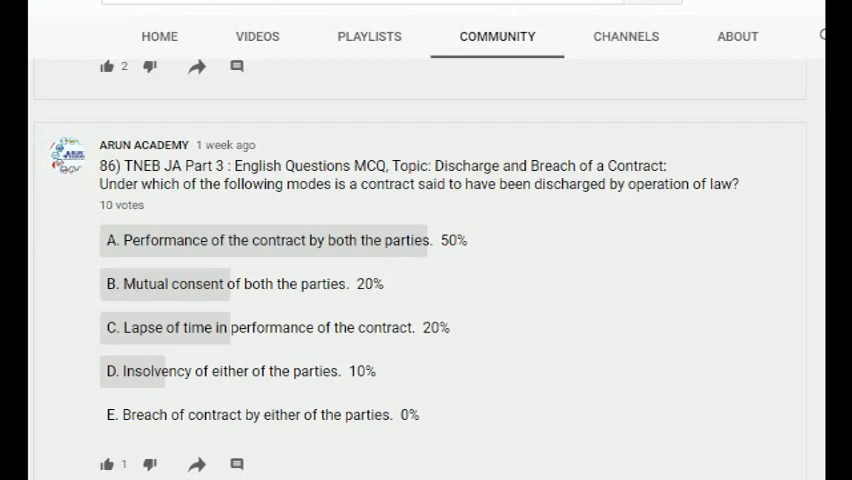 HOME VIDEOS PLAYLISTS COMMUNITY CHANNELS ABOUT
2
ARUN ACADEMY 1 week ago
86) TNEB JA Part 3 : English Questions MCQ, Topic: Discharge and Breach of a Contract:
Under which of the following modes is a contract said to have been discharged by operation of law?
10 votes
A. Performance of the contract by both the parties. 50%
B. Mutual consent of both the parties. 20%
C. Lapse of time in performance of the contract. 20%
D. Insolvency of either of the parties. 10%
E. Breach of contract by either of the parties. 0%
1